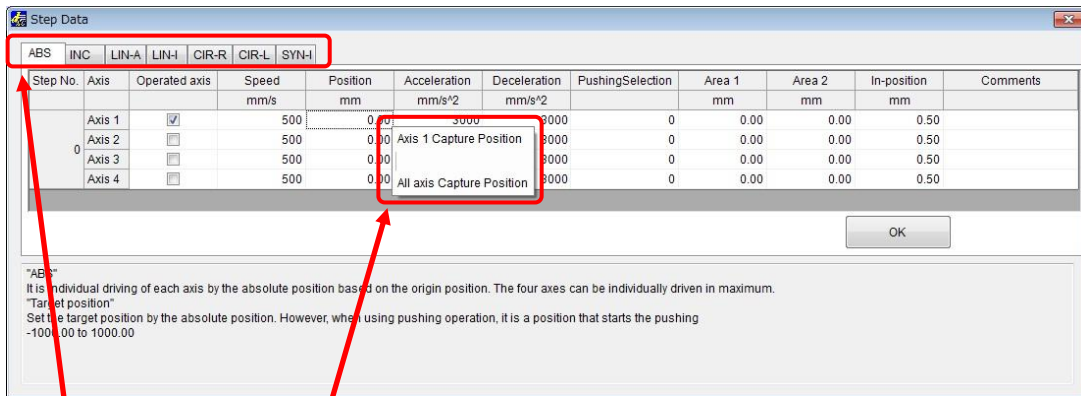 Step Data
ABS INC LIN-A LIN-I CIR-R CIR-L SYN-I
Step No. Axis Operated axis Speed Position Acceleration Deceleration PushingSelection Area 1 Area 2 In-position Comments
mm/s mm mm/s^2 mm/s^2 mm mm mm
0
Axis 1 500 0.00 3000 3000 0 0.00 0.00 0.50
Axis 2 500 0.00 3000 0 0.00 0.00 0.50
Axis 3 500 0.00 3000 0 0.00 0.00 0.50
Axis 4 500 0.00 3000 0 0.00 0.00 0.50
Axis 1 Capture Position
All axis Capture Position
OK
"ABS"
It is individual driving of each axis by the absolute position based on the origin position. The four axes can be individually driven in maximum.
"Target position"
Set the target position by the absolute position. However, when using pushing operation, it is a position that starts the pushing
-1000.00 to 1000.00